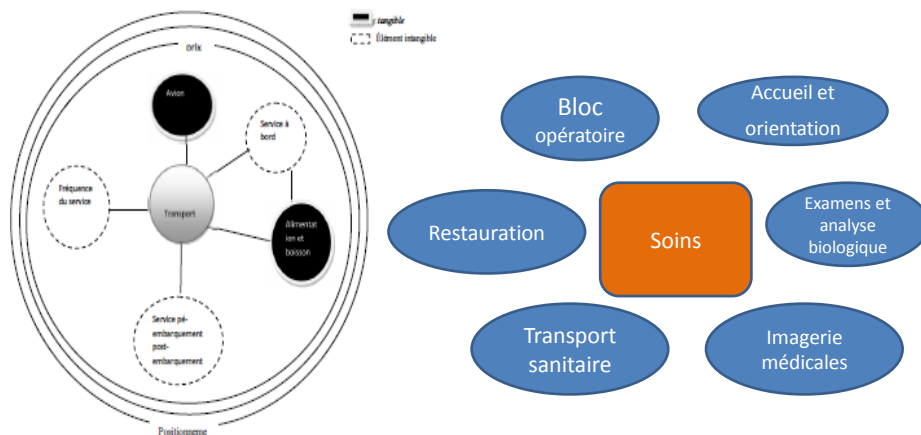 : tangible
Élément intangible
prix
Avion
Service à
bord
Fréquence
du service
Transport
Alimentat
ion et
boisson
Service pé-
embarquement
post-
embarquement
Positionneme
Bloc
opératoire
Accueil et
orientation
Restauration
Soins
Examens et
analyse
biologique
Transport
sanitaire
Imagerie
médicales